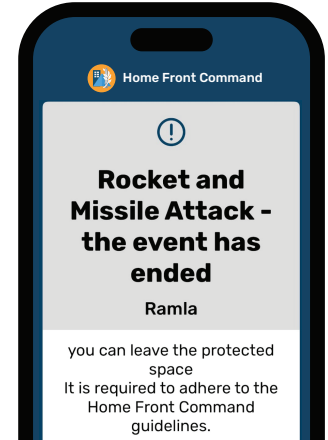 Home Front Command
Rocket and
Missile Attack -
the event has
ended
Ramla
you can leave the protected
space
It is required to adhere to the
Home Front Command
guidelines.